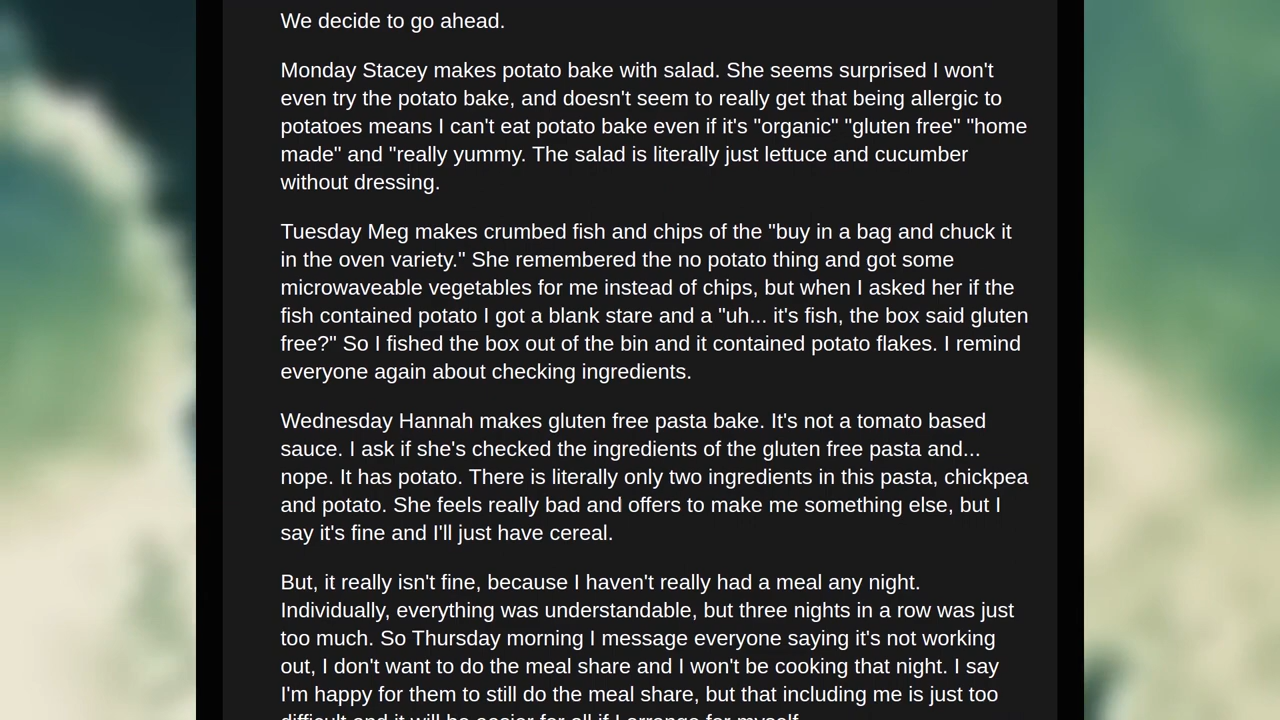 We decide to go ahead.
Monday Stacey makes potato bake with salad. She seems surprised I won't
even try the potato bake, and doesn't seem to really get that being allergic to
potatoes means I can't eat potato bake even if it's "organic" "gluten free" "home
made" and "really yummy. The salad is literally just lettuce and cucumber
without dressing.
Tuesday Meg makes crumbed fish and chips of the "buy in a bag and chuck it
in the oven variety." She remembered the no potato thing and got some
microwaveable vegetables for me instead of chips, but when I asked her if the
fish contained potato I got a blank stare and a "uh... it's fish, the box said gluten
free?" So I fished the box out of the bin and it contained potato flakes. I remind
everyone again about checking ingredients.
Wednesday Hannah makes gluten free pasta bake. It's not a tomato based
sauce. I ask if she's checked the ingredients of the gluten free pasta and...
nope. It has potato. There is literally only two ingredients in this pasta, chickpea
and potato. She feels really bad and offers to make me something else, but I
say it's fine and I'll just have cereal.
But, it really isn't fine, because I haven't really had a meal any night.
Individually, everything was understandable, but three nights in a row was just
too much. So Thursday morning I message everyone saying it's not working
out, I don't want to do the meal share and I won't be cooking that night. I say
I'm happy for them to still do the meal share, but that including me is just too
difficult and it will be easier for all if I arrange for myself.